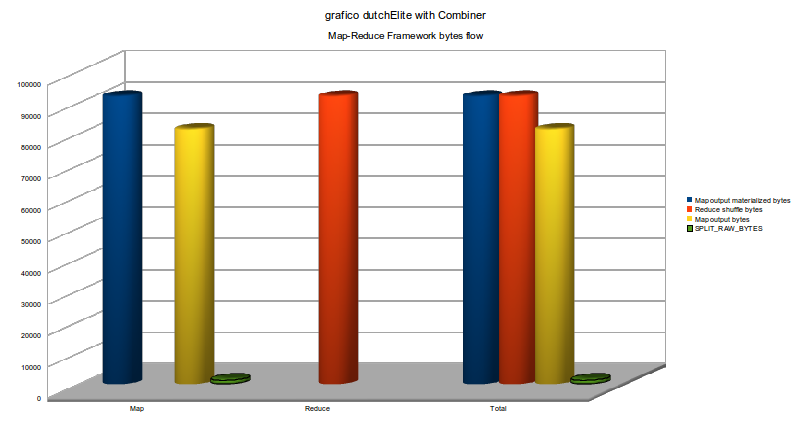 grafico dutchElite with Combiner
Map-Reduce Framework bytes flow
100000
90000
80000
70000
60000
50000
40000
30000
20000
10000
0
Map
Reduce
Total
Map output materialized bytes
Reduce shuffle bytes
Map output bytes
SPLIT_RAW_BYTES